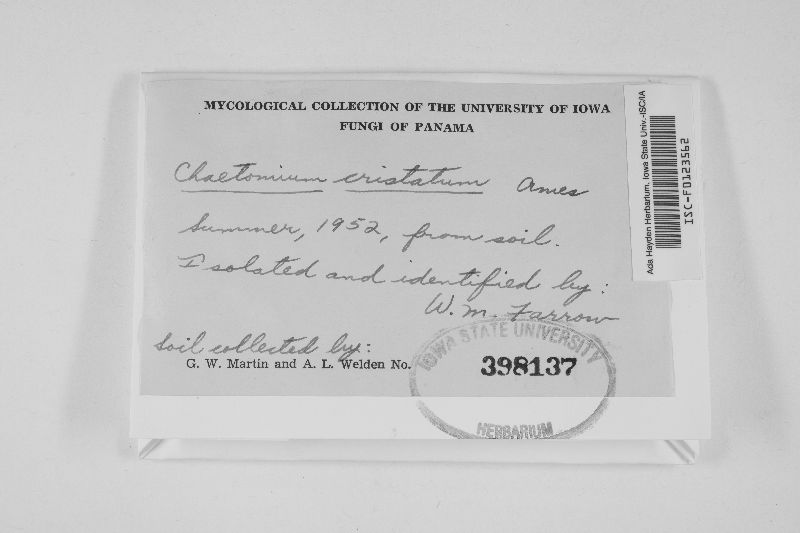 MYCOLOGICAL COLLECTION OF THE UNIVERSITY OF IOWA
FUNGI OF PANAMA
Chaetomium cristatum Ames
Summer, 1952, from soil.
Isolated and identified by:
W. M. Farrow
Soil collected by:
G. W. Martin and A. L. Welden No.
IOWA STATE UNIVERSITY
398137
HERBARIUM
Ada Hayden Herbarium, Iowa State Univ.-ISC/IA
ISC-F0123562